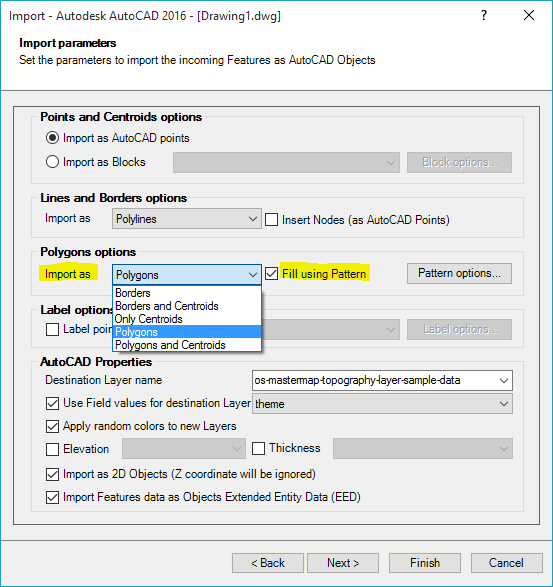 Import - Autodesk AutoCAD 2016 - [Drawing1.dwg]
Import parameters
Set the parameters to import the incoming Features as AutoCAD Objects
Points and Centroids options
Import as AutoCAD points
Import as Blocks
Block options...
Lines and Borders options
Import as
Polylines
Insert Nodes (as AutoCAD Points)
Polygons options
Import as
Polygons
Fill using Pattern
Pattern options...
Borders
Borders and Centroids
Only Centroids
Polygons
Polygons and Centroids
Label options
Label
Label options...
AutoCAD Properties
Destination Layer name
os-mastermap-topography-layer-sample-data
Use Field values for destination Layer
theme
Apply random colors to new Layers
Elevation
Thickness
Import as 2D Objects (Z coordinate will be ignored)
Import Features data as Objects Extended Entity Data (EED)
< Back
Next >
Finish
Cancel